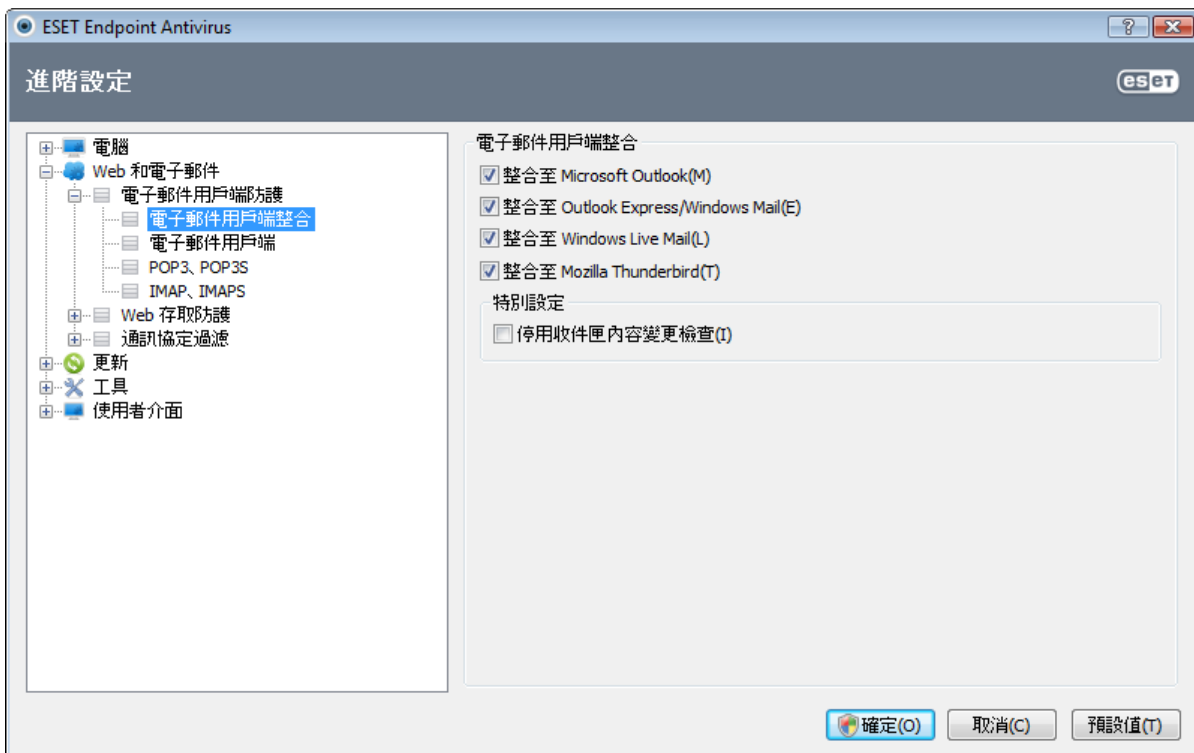 ESET Endpoint Antivirus
進階設定
eset
電腦
Web 和電子郵件
電子郵件用戶端防護
電子郵件用戶端整合
電子郵件用戶端
POP3、POP3S
IMAP、IMAPS
Web 存取防護
通訊協定過濾
更新
工具
使用者介面
電子郵件用戶端整合
整合至 Microsoft Outlook(M)
整合至 Outlook Express/Windows Mail(E)
整合至 Windows Live Mail(L)
整合至 Mozilla Thunderbird(T)
特別設定
停用收件匣內容變更檢查(I)
確定(O)
取消(C)
預設值(T)